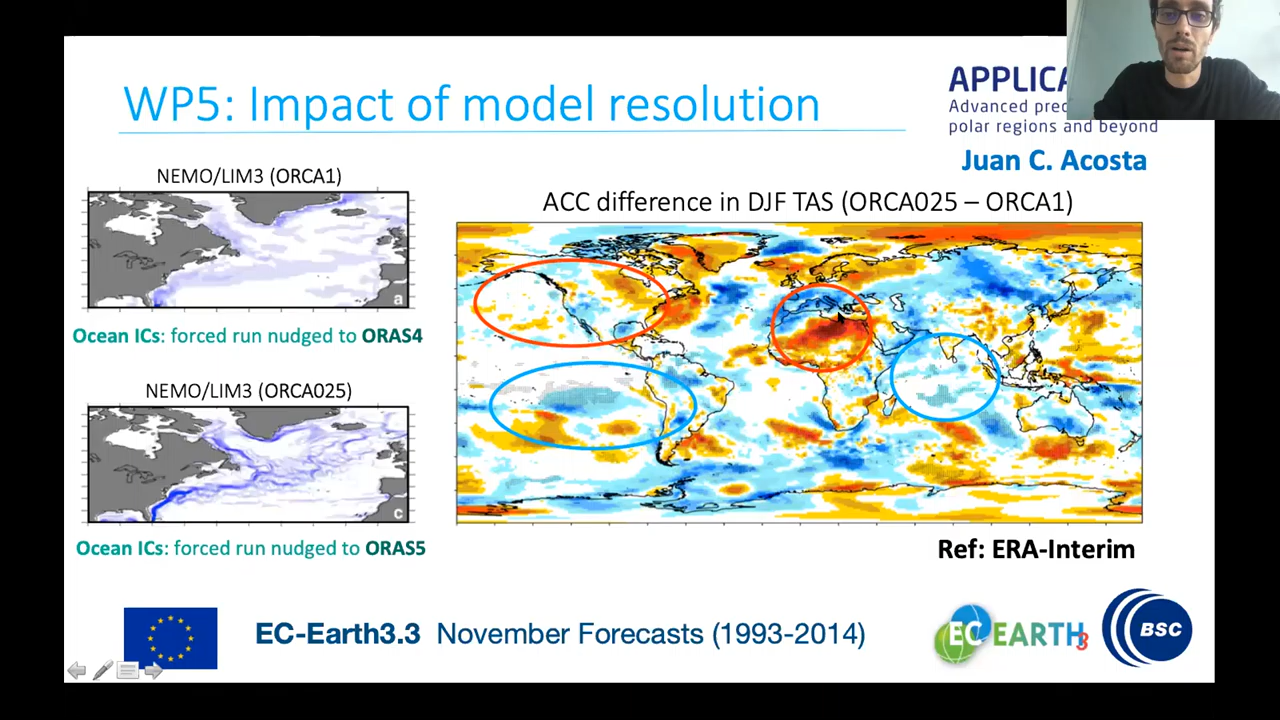 WP5: Impact of model resolution
APPLICA
Advanced pred
polar regions and beyond
Juan C. Acosta
NEMO/LIM3 (ORCA1)
a
Ocean ICs: forced run nudged to ORAS4
NEMO/LIM3 (ORCA025)
c
Ocean ICs: forced run nudged to ORAS5
ACC difference in DJF TAS (ORCA025 – ORCA1)
Ref: ERA-Interim
EC-Earth3.3 November Forecasts (1993-2014)
EC EARTH 3
BSC